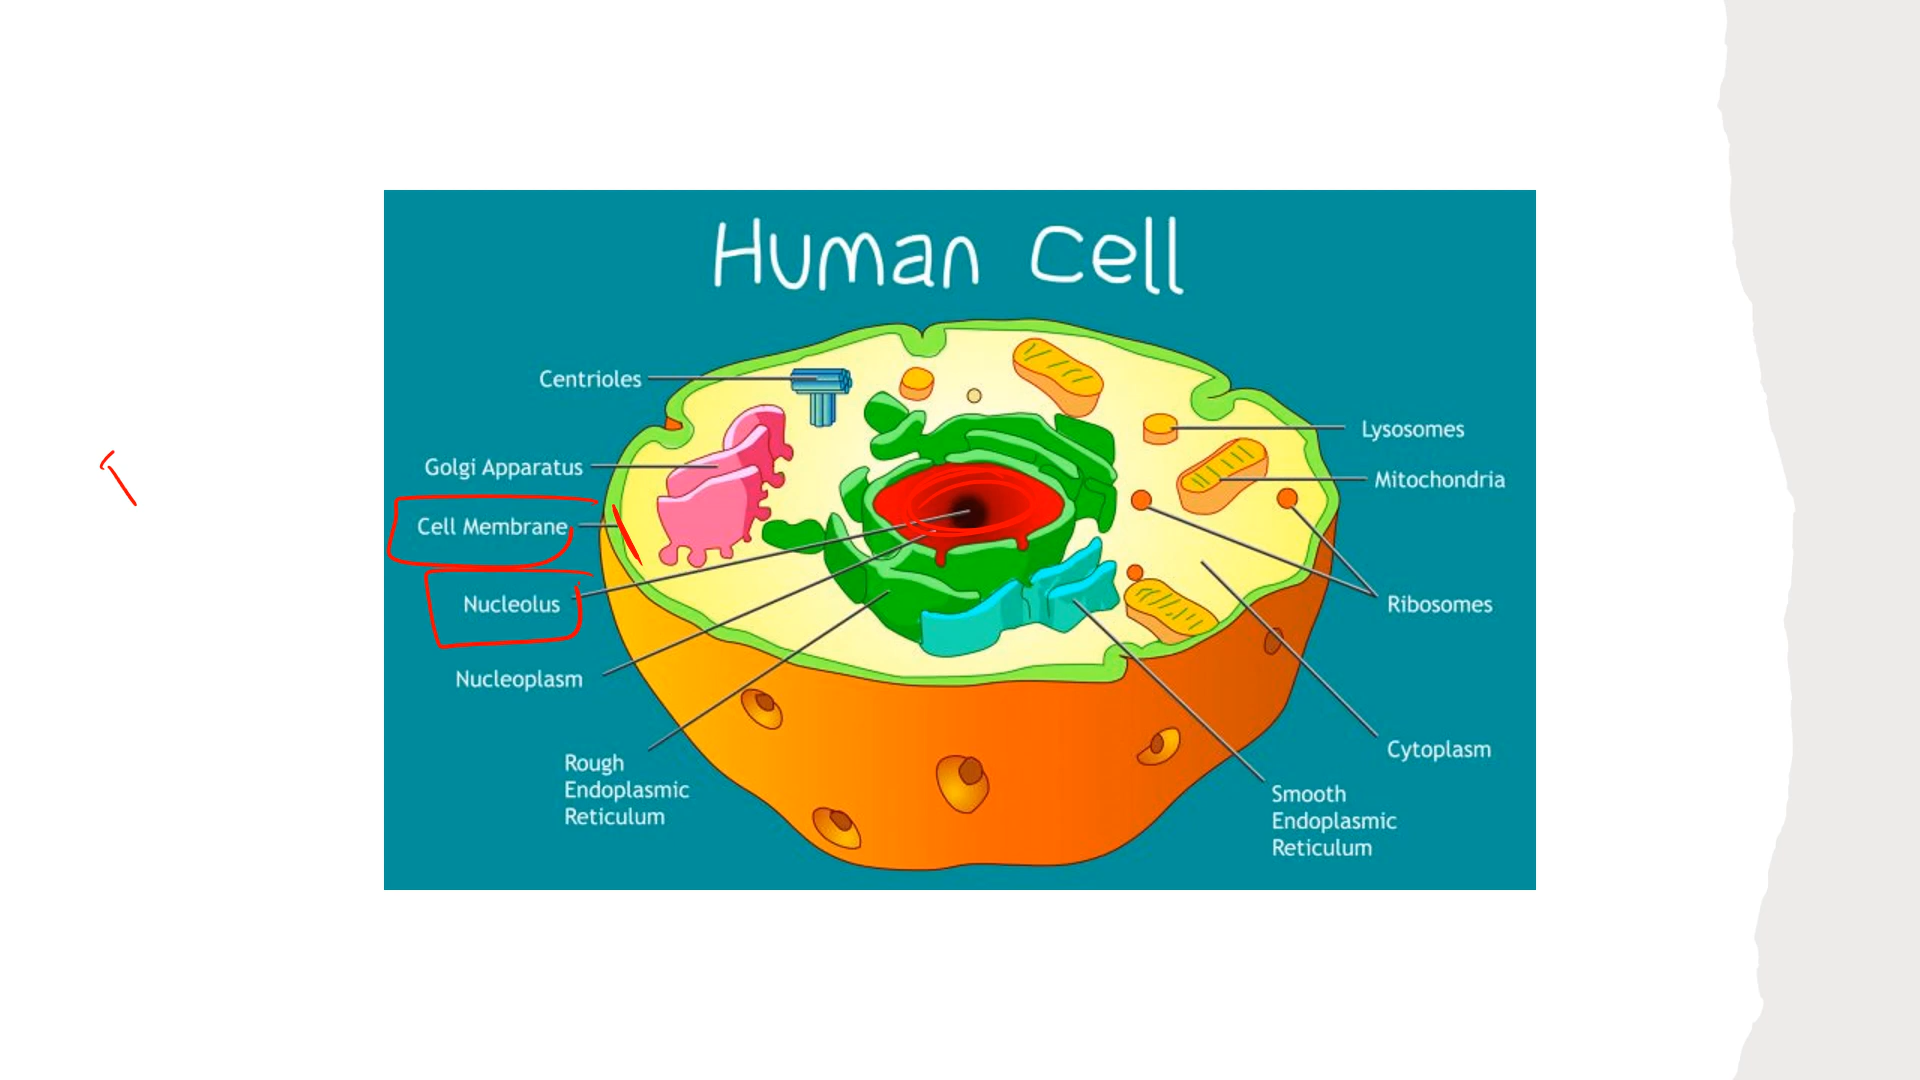 Human Cell
Centrioles
Golgi Apparatus
Cell Membrane
Nucleolus
Nucleoplasm
Rough
Endoplasmic
Reticulum
Lysosomes
Mitochondria
Ribosomes
Cytoplasm
Smooth
Endoplasmic
Reticulum